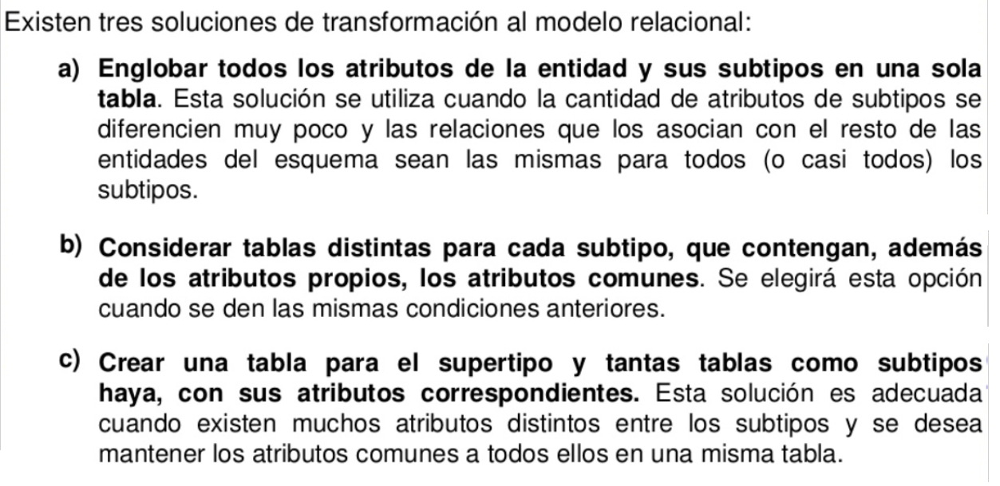 Existen tres soluciones de transformación al modelo relacional:
a) Englobar todos los atributos de la entidad y sus subtipos en una sola
tabla. Esta solución se utiliza cuando la cantidad de atributos de subtipos se
diferencien muy poco y las relaciones que los asocian con el resto de las
entidades del esquema sean las mismas para todos (o casi todos) los
subtipos.
b) Considerar tablas distintas para cada subtipo, que contengan, además
de los atributos propios, los atributos comunes. Se elegirá esta opción
cuando se den las mismas condiciones anteriores.
c) Crear una tabla para el supertipo y tantas tablas como subtipos
haya, con sus atributos correspondientes. Esta solución es adecuada
cuando existen muchos atributos distintos entre los subtipos y se desea
mantener los atributos comunes a todos ellos en una misma tabla.